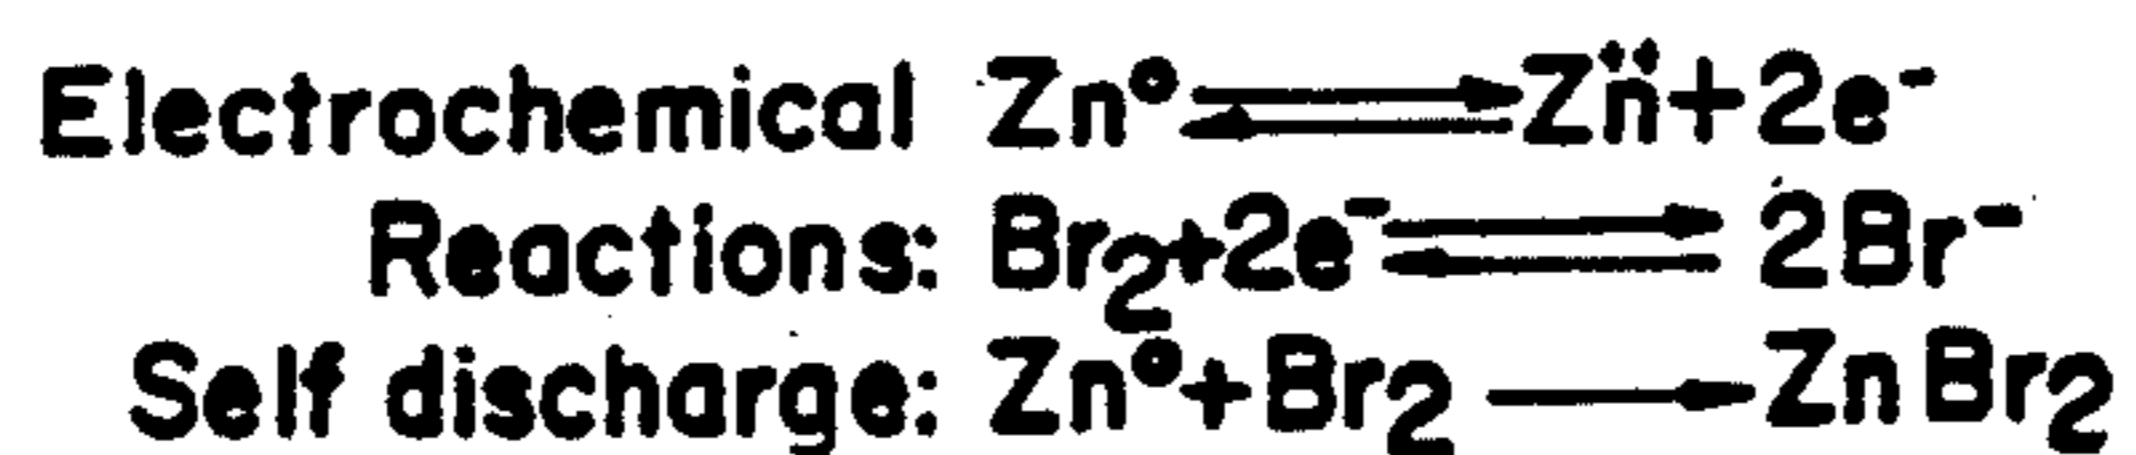 Electrochemical Zn° ⇌ Zn̈ + 2e⁻
Reactions: Br₂+2e⁻ ⇌ 2Br⁻
Self discharge: Zn°+Br₂ → ZnBr₂